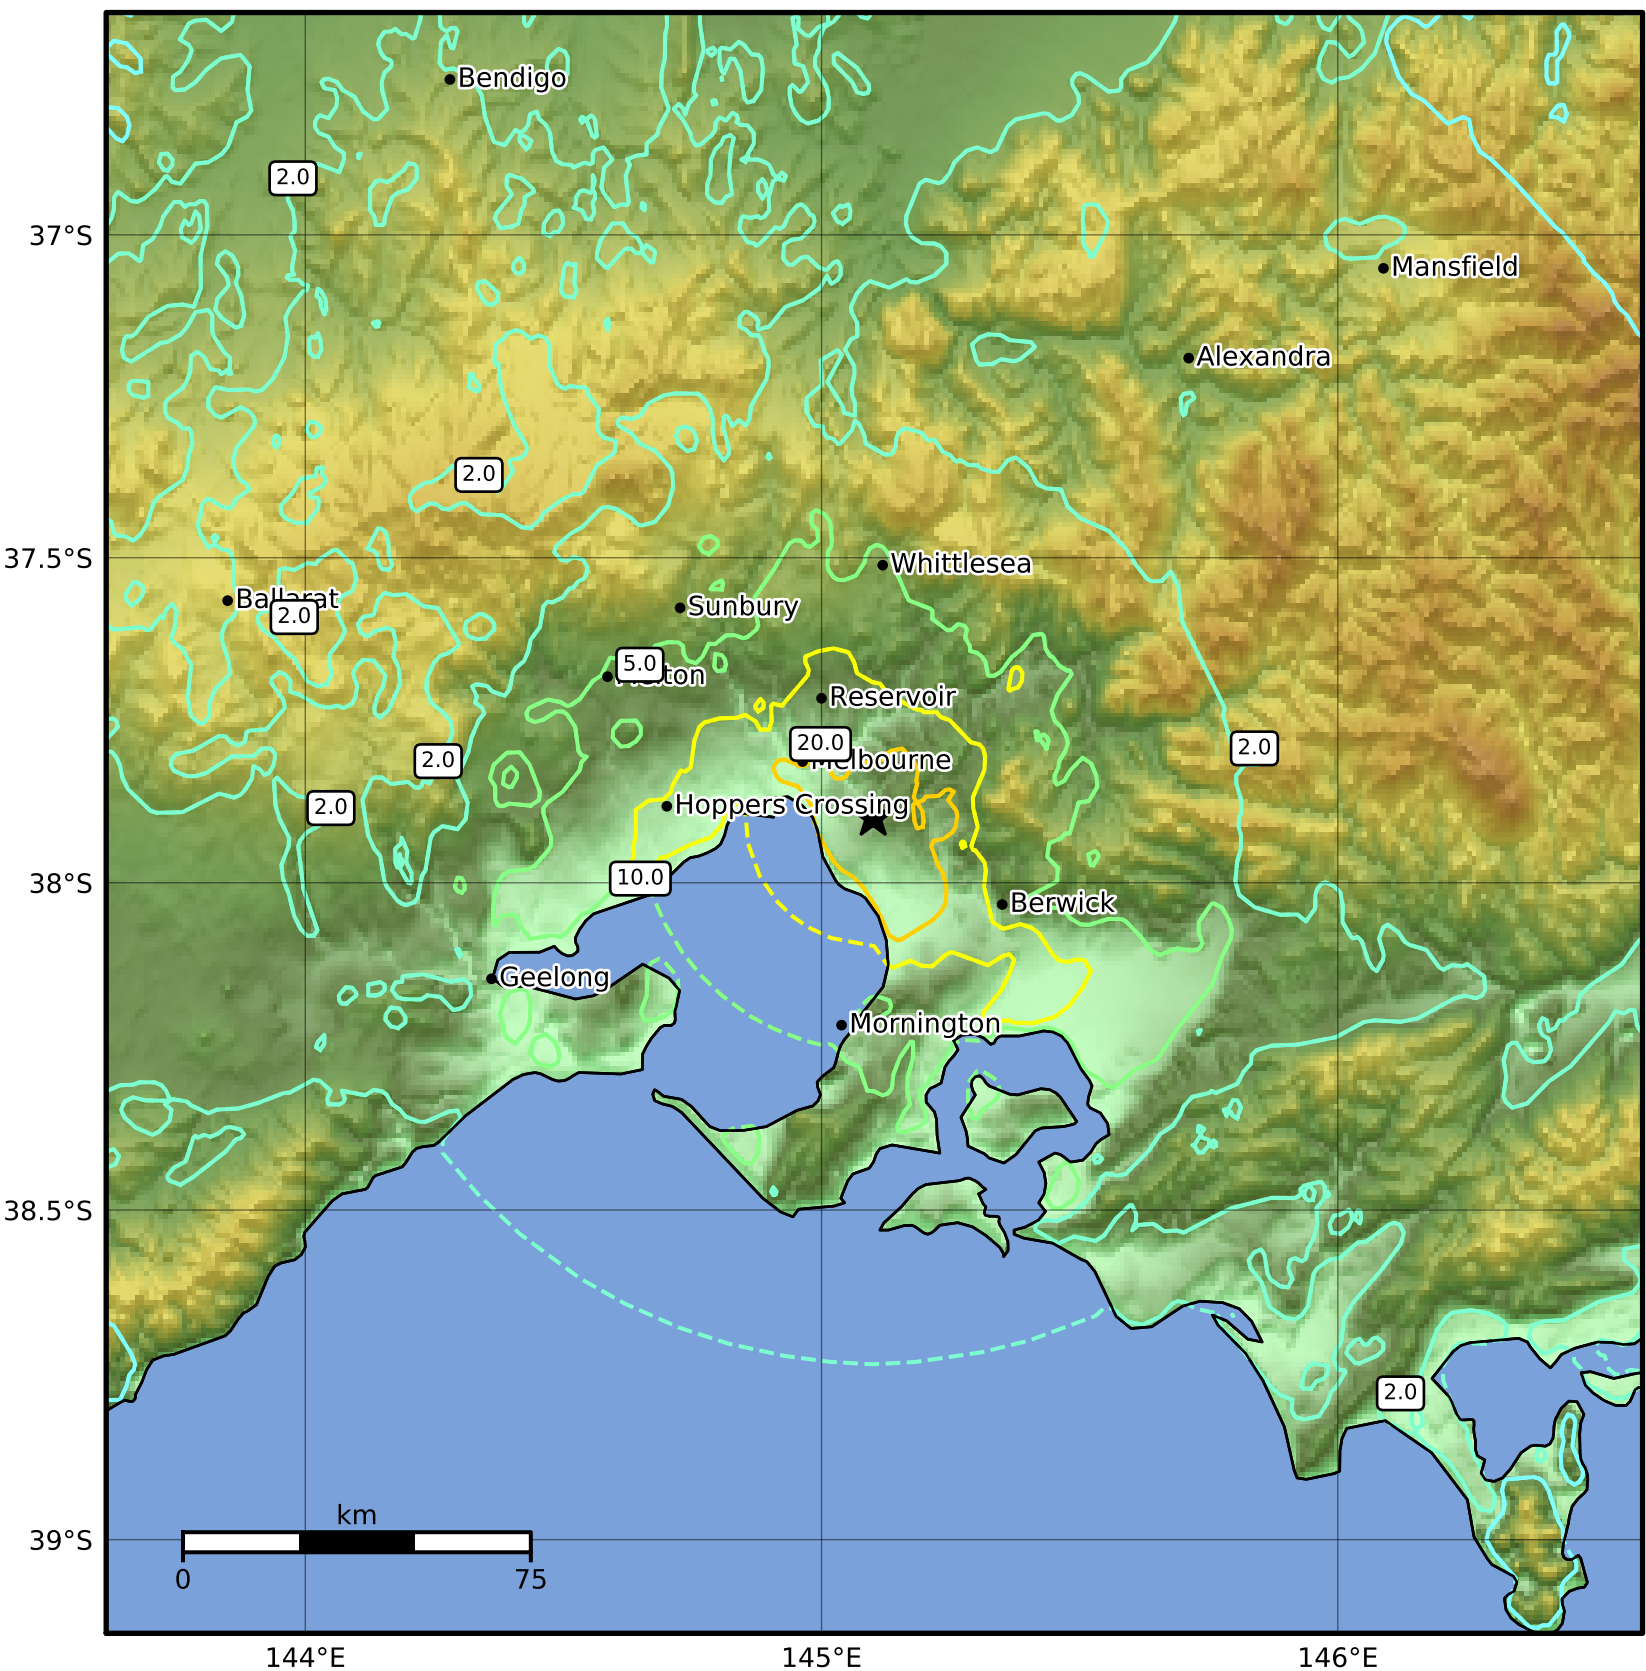 Bendigo
2.0
37°S
Mansfield
Alexandra
2.0
37.5°S
Whittlesea
Ballarat
2.0
Sunbury
5.0
Reservoir
20.0
Melbourne
2.0
2.0
2.0
Hoppers Crossing
10.0
38°S
Berwick
Geelong
Mornington
38.5°S
2.0
km
39°S
0
75
144°E
145°E
146°E